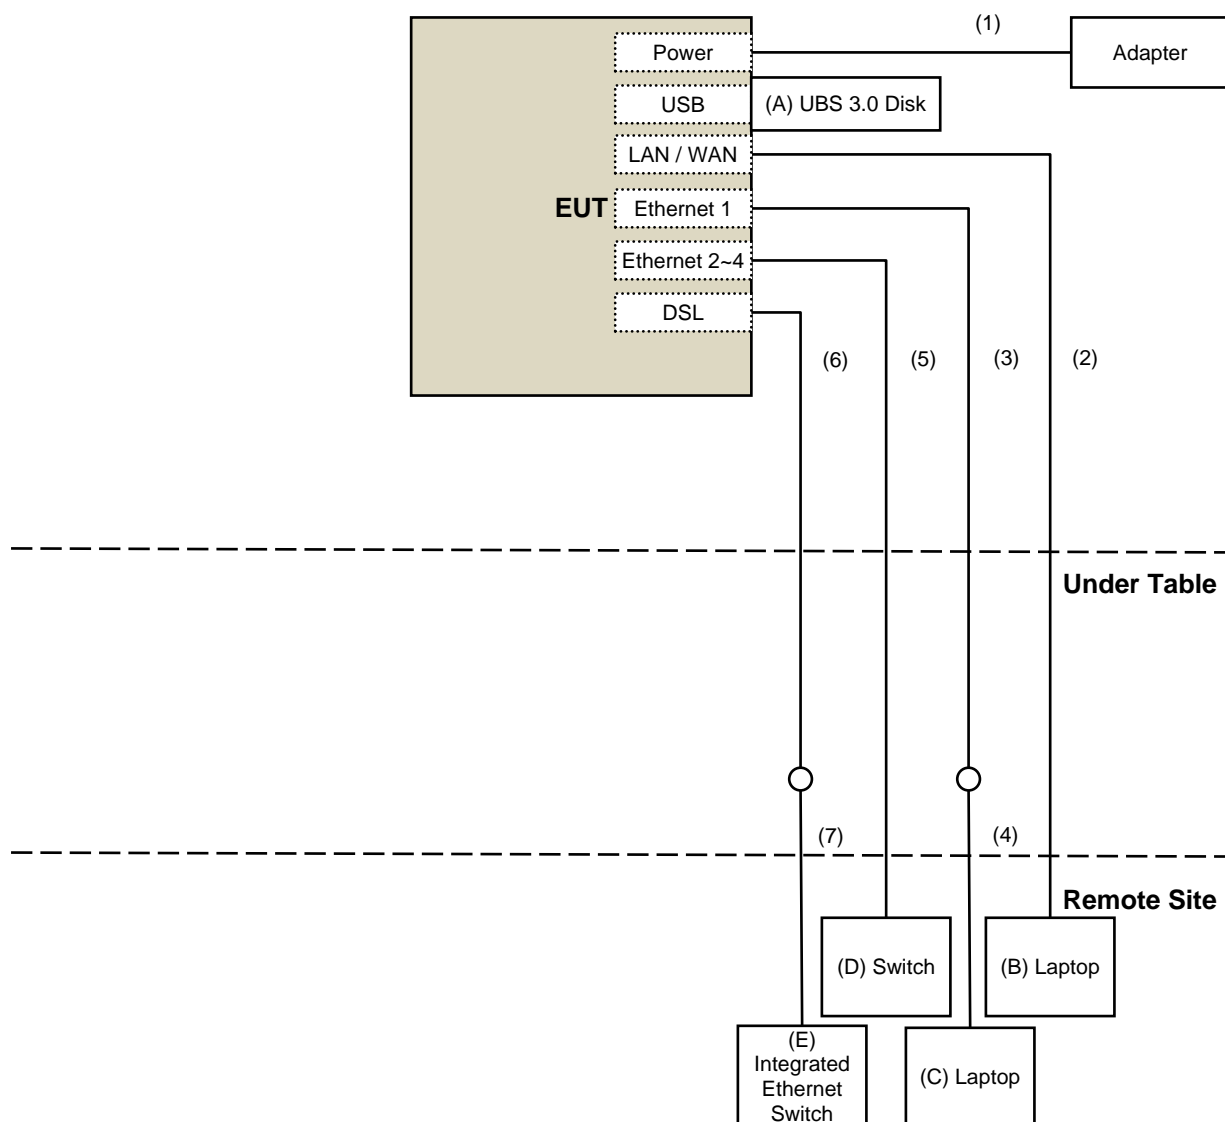 (1)
Power
Adapter
USB
(A) UBS 3.0 Disk
LAN / WAN
EUT
Ethernet 1
Ethernet 2~4
DSL
(6)
(5)
(3)
(2)
Under Table
(7)
(4)
Remote Site
(D) Switch
(B) Laptop
(E)
Integrated
Ethernet
Switch
(C) Laptop